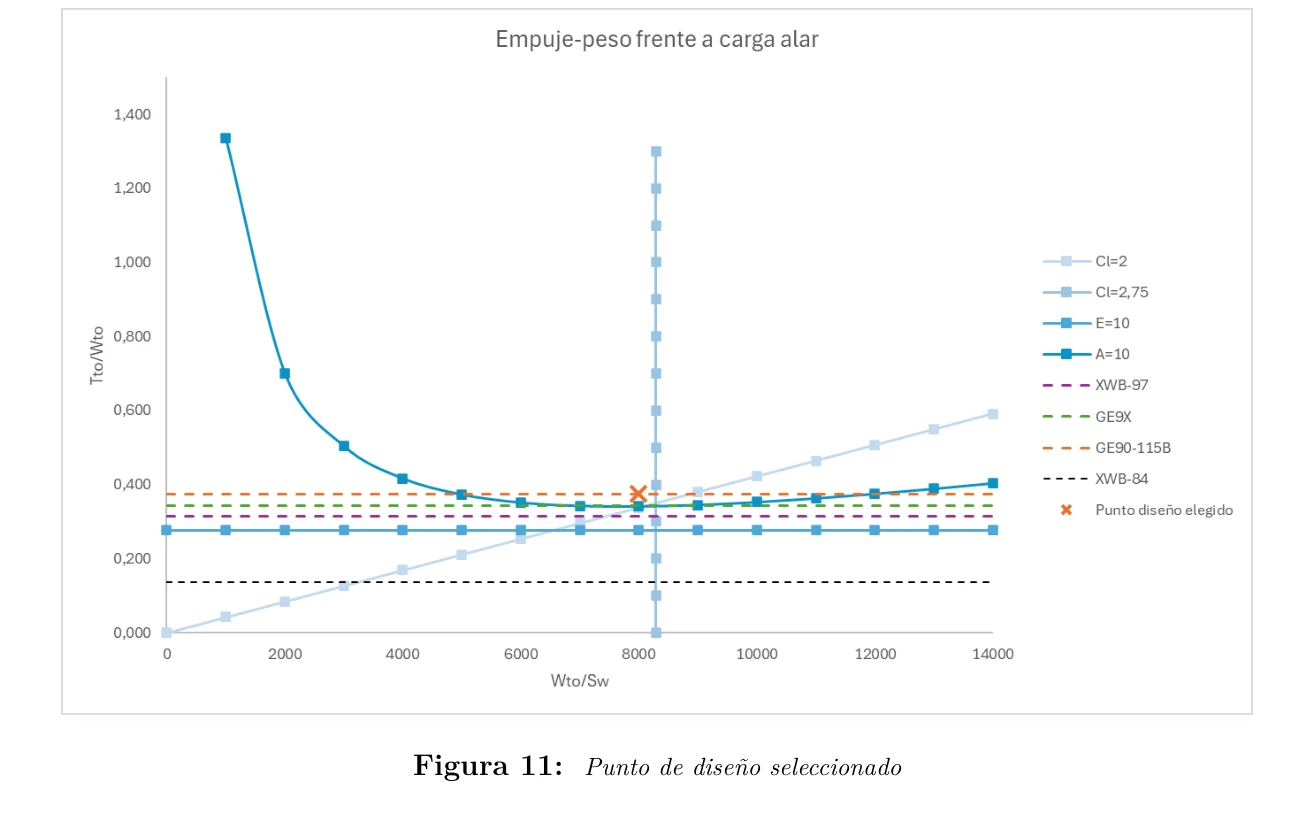 Empuje-peso frente a carga alar
1,400
1,200
1,000
0,800
0,600
0,400
0,200
0,000
Tto/Wto
0 2000 4000 6000 8000 10000 12000 14000
Wto/Sw
Cl=2
Cl=2,75
E=10
A=10
XWB-97
GE9X
GE90-115B
XWB-84
Punto diseño elegido
Figura 11: Punto de diseño seleccionado